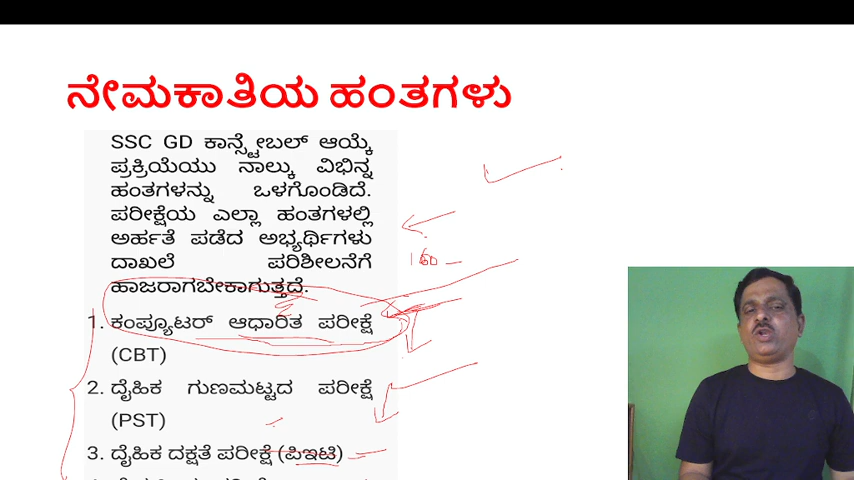 ನೇಮಕಾತಿಯ ಹಂತಗಳು
SSC GD ಕಾನ್ಸ್ಟೇಬಲ್ ಆಯ್ಕೆ
ಪ್ರಕ್ರಿಯೆಯು ನಾಲ್ಕು ವಿಭಿನ್ನ
ಹಂತಗಳನ್ನು ಒಳಗೊಂಡಿದೆ.
ಪರೀಕ್ಷೆಯ ಎಲ್ಲಾ ಹಂತಗಳಲ್ಲಿ
ಅರ್ಹತೆ ಪಡೆದ ಅಭ್ಯರ್ಥಿಗಳು
ದಾಖಲೆ ಪರಿಶೀಲನೆಗೆ
ಹಾಜರಾಗಬೇಕಾಗುತ್ತದೆ.
1. ಕಂಪ್ಯೂಟರ್ ಆಧಾರಿತ ಪರೀಕ್ಷೆ
(CBT)
2. ದೈಹಿಕ ಗುಣಮಟ್ಟದ ಪರೀಕ್ಷೆ
(PST)
3. ದೈಹಿಕ ದಕ್ಷತೆ ಪರೀಕ್ಷೆ (ಪಿಇಟಿ)